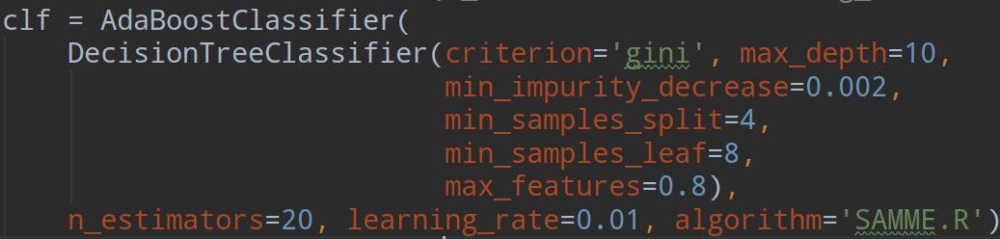 clf = AdaBoostClassifier(
DecisionTreeClassifier(criterion='gini', max_depth=10,
min_impurity_decrease=0.002,
min_samples_split=4,
min_samples_leaf=8,
max_features=0.8),
n_estimators=20, learning_rate=0.01, algorithm='SAMME.R')